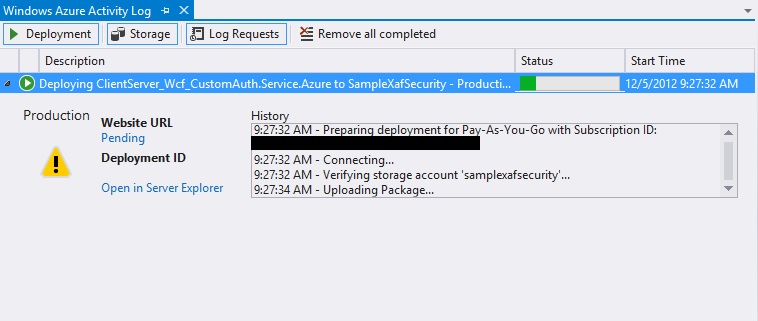 Windows Azure Activity Log
Deployment Storage Log Requests Remove all completed
Description Status Start Time
Deploying ClientServer_Wcf_CustomAuth.Service.Azure to SampleXafSecurity - Producti... 12/5/2012 9:27:32 AM
Production
Website URL
Pending
Deployment ID
Open in Server Explorer
History
9:27:32 AM - Preparing deployment for Pay-As-You-Go with Subscription ID:
9:27:32 AM - Connecting...
9:27:32 AM - Verifying storage account 'samplexafsecurity'...
9:27:34 AM - Uploading Package...